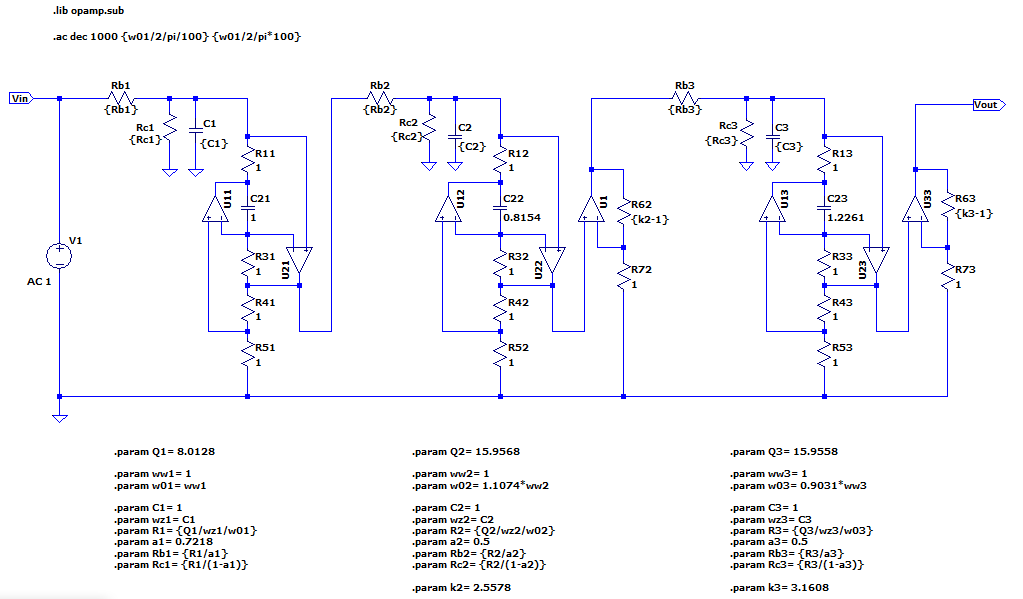 .lib opamp.sub
.ac dec 1000 {w01/2/pi/100} {w01/2/pi*100}
Rb1 Rb2 Rb3
Vin Vout
{Rb1} {Rb2} {Rb3}
Rc1 C1 Rc2 C2 Rc3 C3
{Rc1} {C1} {Rc2} {C2} {Rc3} {C3}
R11 R12 R13
1 1 1
U11 C21 U12 C22 U1 R62 U13 C23 U33 R63
1 0.8154 {k2-1} 1.2261 {k3-1}
V1
AC 1
R31 U21 R32 U22 R72 R33 U23 R73
1 1 1 1 1
R41 R42 R43
1 1 1
R51 R52 R53
1 1 1
.param Q1= 8.0128 .param Q2= 15.9568 .param Q3= 15.9558
.param ww1= 1 .param ww2= 1 .param ww3= 1
.param w01= ww1 .param w02= 1.1074*ww2 .param w03= 0.9031*ww3
.param C1= 1 .param C2= 1 .param C3= 1
.param wz1= C1 .param wz2= C2 .param wz3= C3
.param R1= {Q1/wz1/w01} .param R2= {Q2/wz2/w02} .param R3= {Q3/wz3/w03}
.param a1= 0.7218 .param a2= 0.5 .param a3= 0.5
.param Rb1= {R1/a1} .param Rb2= {R2/a2} .param Rb3= {R3/a3}
.param Rc1= {R1/(1-a1)} .param Rc2= {R2/(1-a2)} .param Rc3= {R3/(1-a3)}
.param k2= 2.5578 .param k3= 3.1608